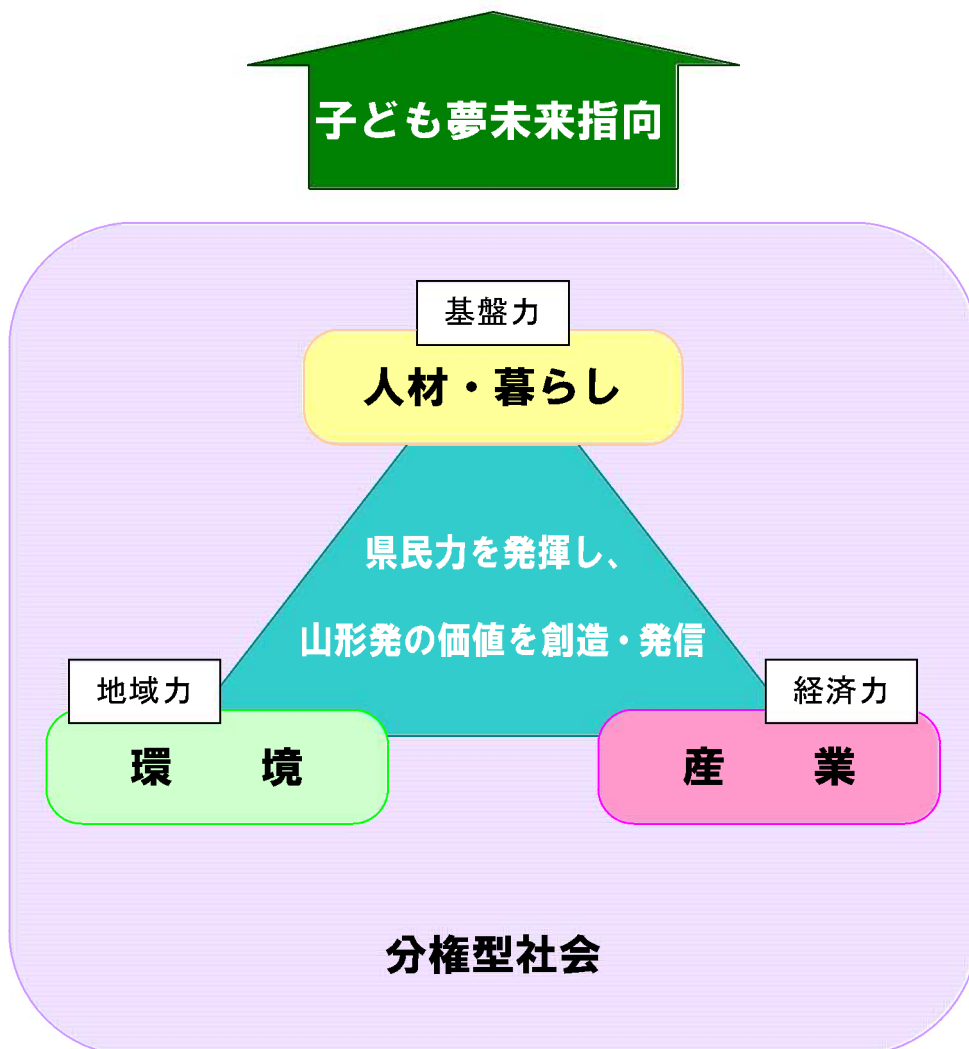 子ども夢未来指向
基盤力
人材・暮らし
県民力を発揮し、
山形発の価値を創造・発信
地域力
経済力
環　境
産　業
分権型社会